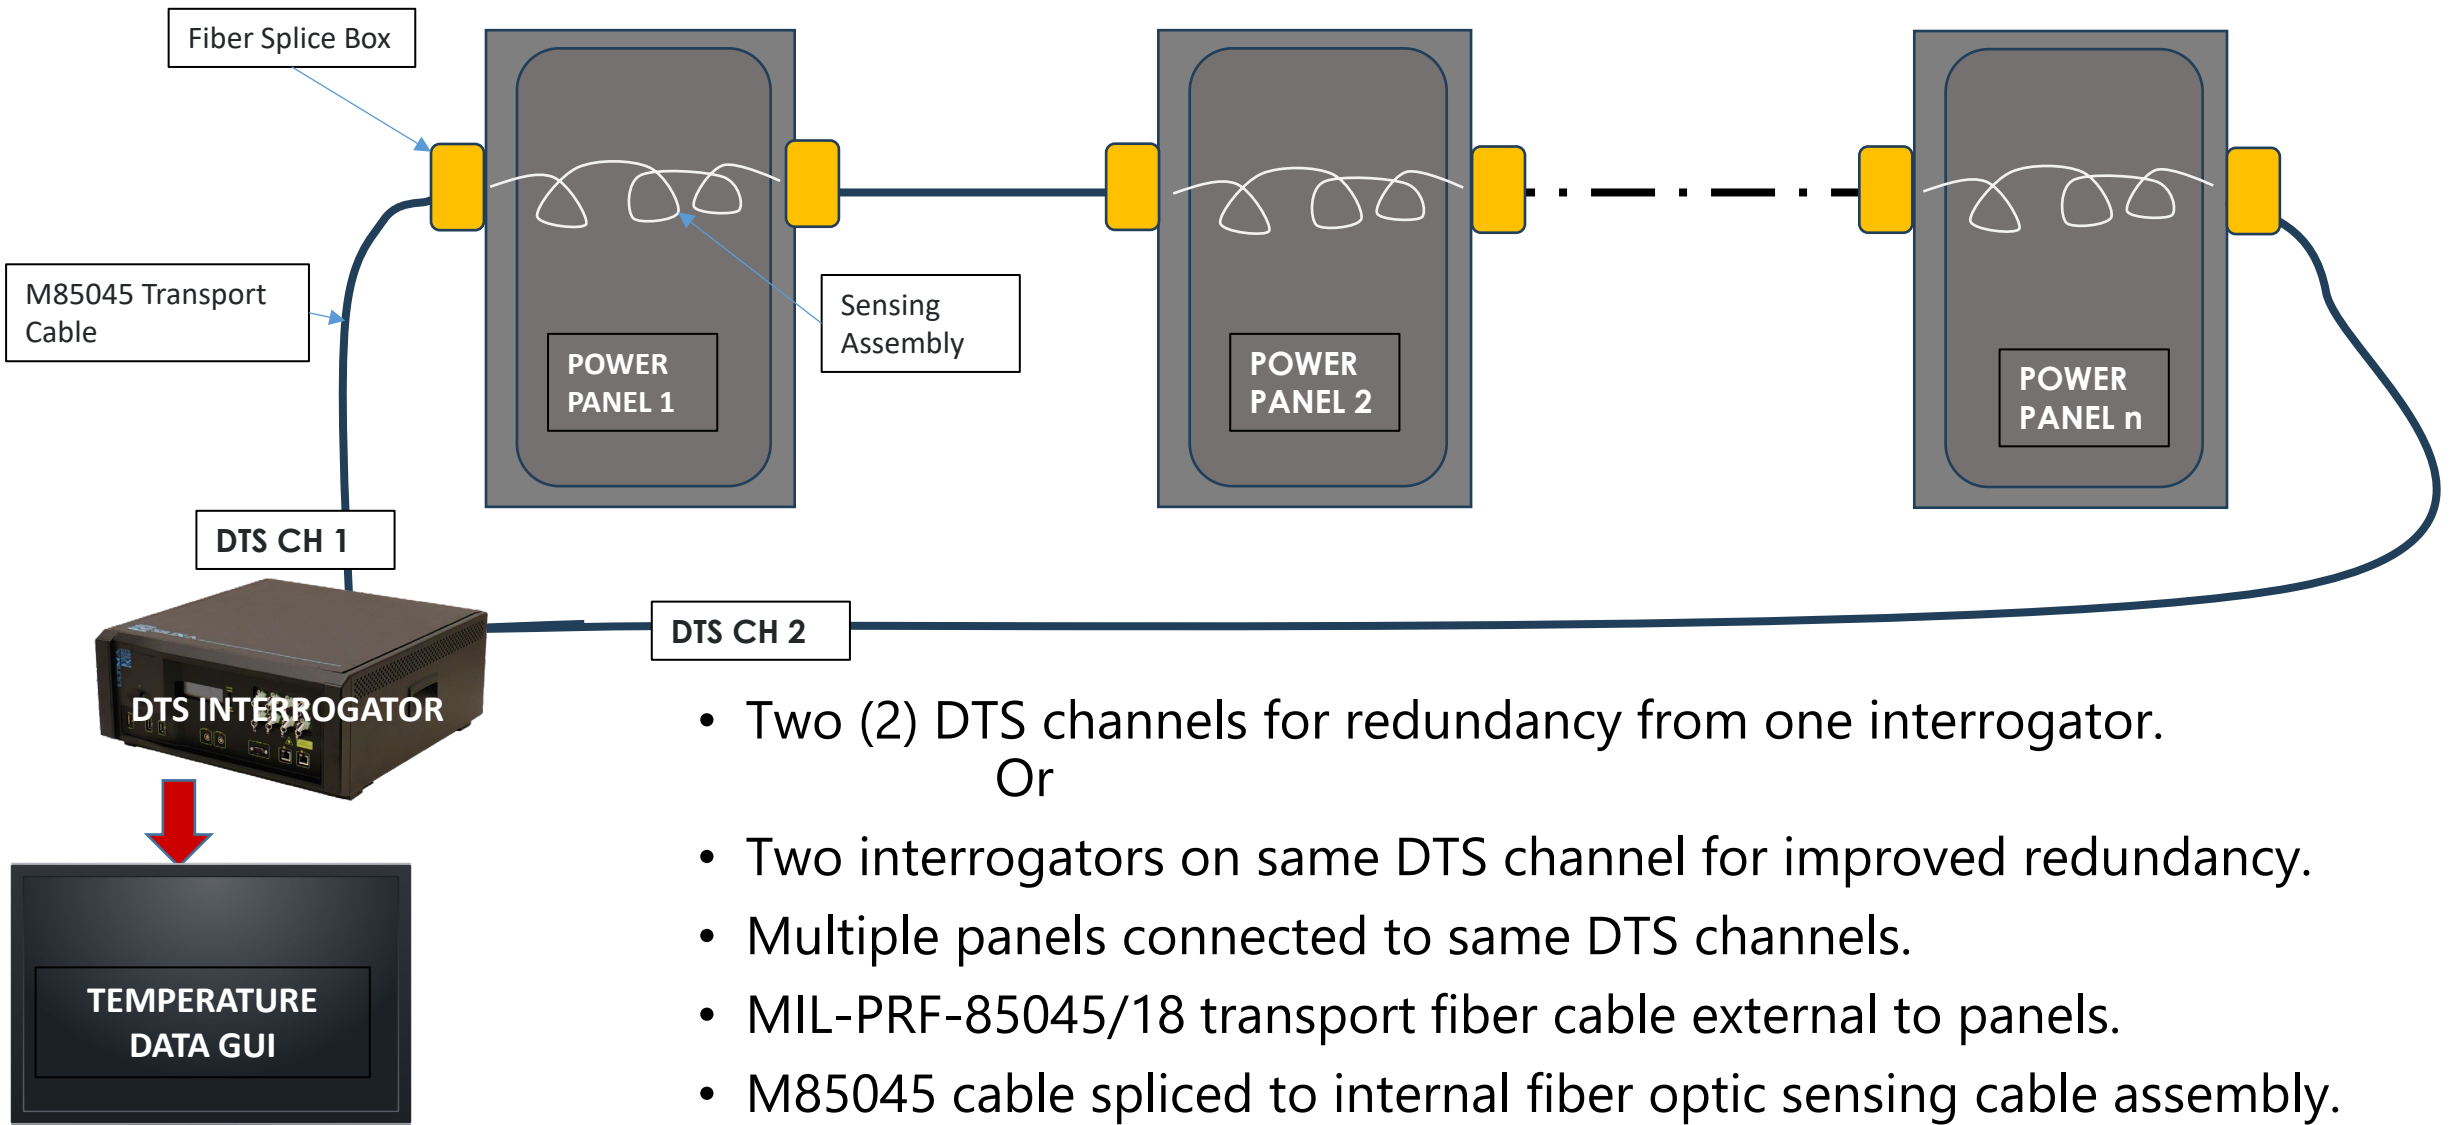 Fiber Splice Box
M85045 Transport
Cable
Sensing
Assembly
POWER
PANEL 1
POWER
PANEL 2
POWER
PANEL n
DTS CH 1
DTS CH 2
DTS INTERROGATOR
TEMPERATURE
DATA GUI
• Two (2) DTS channels for redundancy from one interrogator.
Or
• Two interrogators on same DTS channel for improved redundancy.
• Multiple panels connected to same DTS channels.
• MIL-PRF-85045/18 transport fiber cable external to panels.
• M85045 cable spliced to internal fiber optic sensing cable assembly.